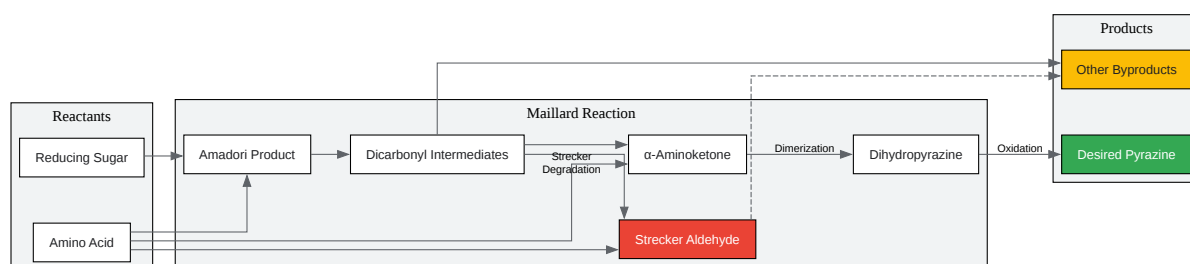 Products
Other Byproducts
Reactants
Maillard Reaction
Reducing Sugar
Amadori Product
Dicarbonyl Intermediates
Strecker
Degradation
α-Aminoketone
Dimerization
Dihydropyrazine
Oxidation
Desired Pyrazine
Amino Acid
Strecker Aldehyde